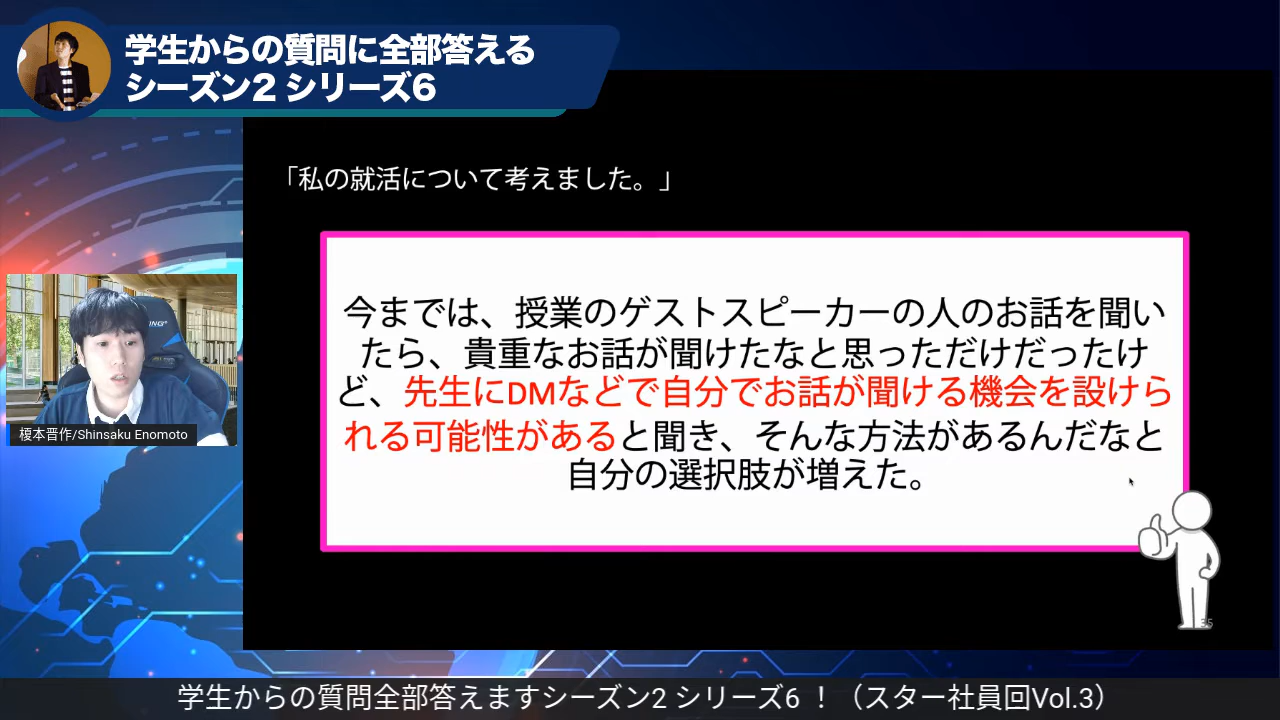 学生からの質問に全部答える
シーズン2 シリーズ6
「私の就活について考えました。」
今までは、授業のゲストスピーカーの人のお話を聞い
たら、貴重なお話が聞けたなと思っただけだったけ
ど、先生にDMなどで自分でお話が聞ける機会を設けら
れる可能性があると聞き、そんな方法があるんだなと
自分の選択肢が増えた。
榎本晋作/Shinsaku Enomoto
35
学生からの質問全部答えますシーズン2 シリーズ6 ！（スター社員回Vol.3）